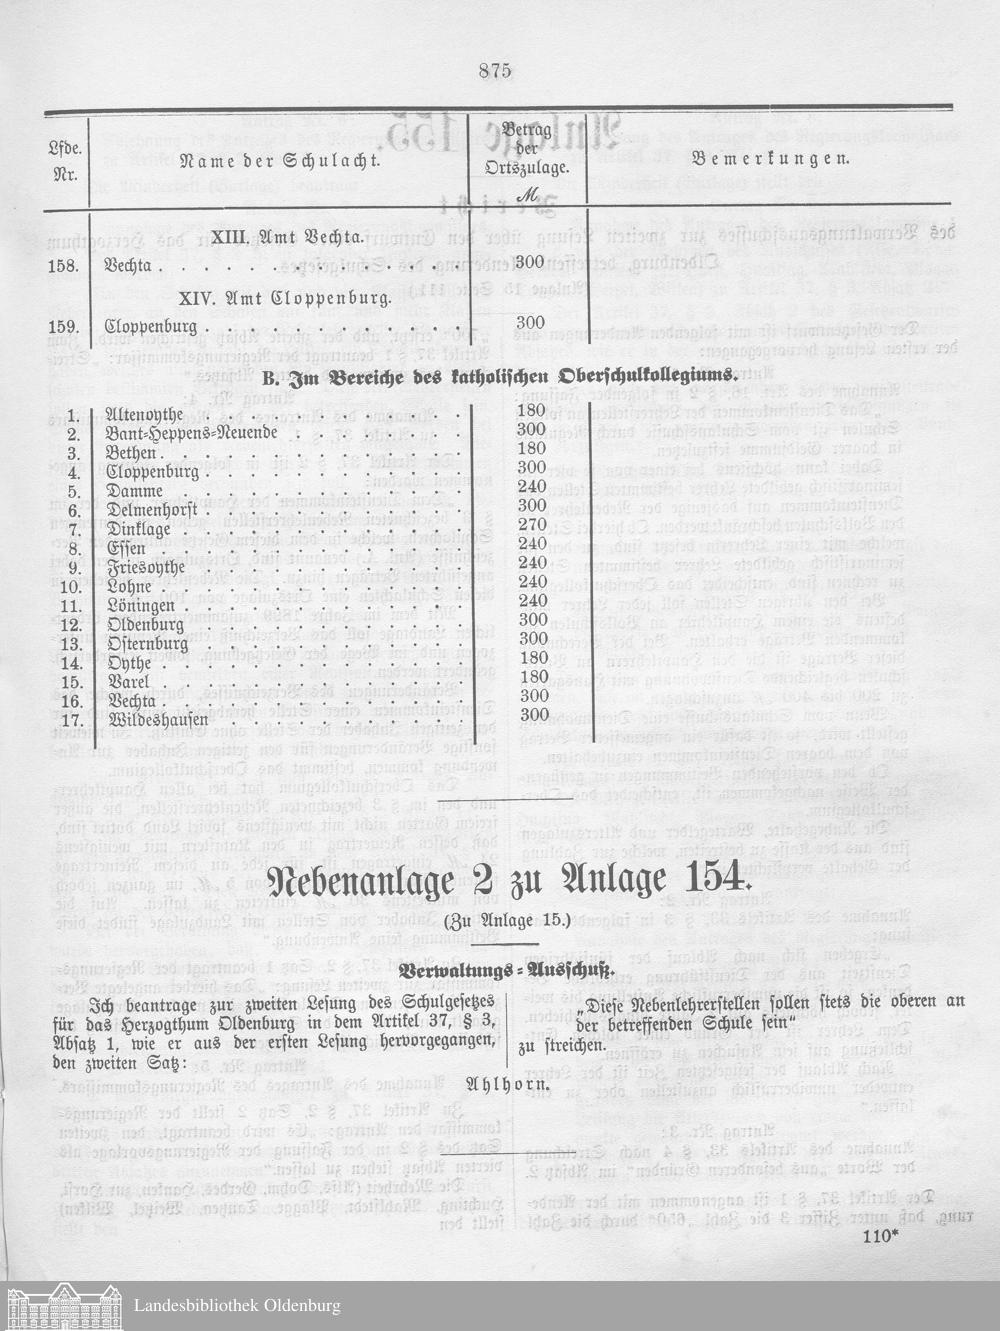 875
Lfde. Nr.
Name der Schulacht.
Betrag der Ortszulage. M
Bemerkungen.
XIII. Amt Vechta.
158. Vechta . . . . . . . . . . . . . . 300
XIV. Amt Cloppenburg.
159. Cloppenburg . . . . . . . . . . . . 300
B. Im Bereiche des katholischen Oberschulkollegiums.
1. Altenoythe . . . . . . . . . . . . 180
2. Bant-Heppens-Neuende . . . . . . . . 300
3. Bethen . . . . . . . . . . . . . . 180
4. Cloppenburg . . . . . . . . . . . . 300
5. Damme . . . . . . . . . . . . . . 240
6. Delmenhorst . . . . . . . . . . . . 300
7. Dinklage . . . . . . . . . . . . . 270
8. Essen . . . . . . . . . . . . . . 240
9. Friesoythe . . . . . . . . . . . . 240
10. Lohne . . . . . . . . . . . . . . 240
11. Löningen . . . . . . . . . . . . . 240
12. Oldenburg . . . . . . . . . . . . . 300
13. Osternburg . . . . . . . . . . . . 300
14. Oythe . . . . . . . . . . . . . . 180
15. Varel . . . . . . . . . . . . . . 180
16. Vechta . . . . . . . . . . . . . . 300
17. Wildeshausen . . . . . . . . . . . 300
Nebenanlage 2 zu Anlage 154.
(Zu Anlage 15.)
Verwaltungs-Ausschuß.
Ich beantrage zur zweiten Lesung des Schulgesetzes
für das Herzogthum Oldenburg in dem Artikel 37, § 3,
Absatz 1, wie er aus der ersten Lesung hervorgegangen,
den zweiten Satz:
„Diese Nebenlehrerstellen sollen stets die oberen an
der betreffenden Schule sein“
zu streichen.
Ahlhorn.
110*
Landesbibliothek Oldenburg